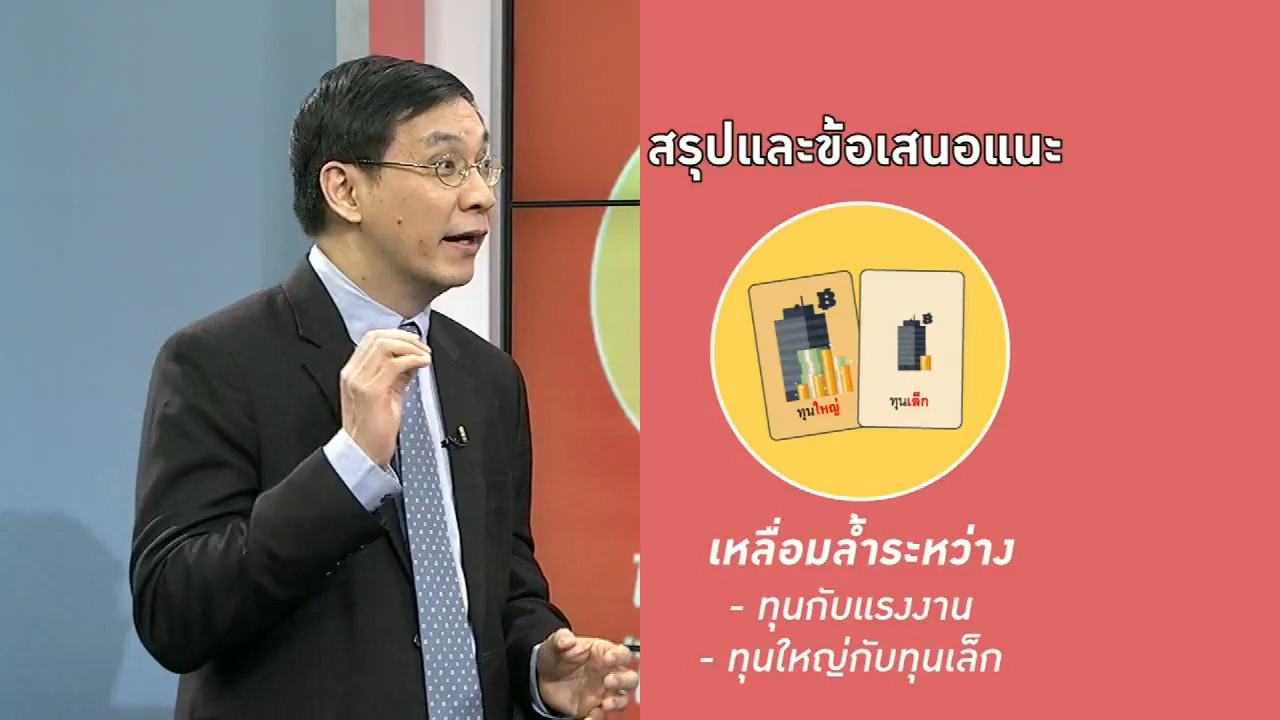 สรุปและข้อเสนอแนะ
ทุนใหญ่
ทุนเล็ก
เหลื่อมล้ำระหว่าง
- ทุนกับแรงงาน
- ทุนใหญ่กับทุนเล็ก